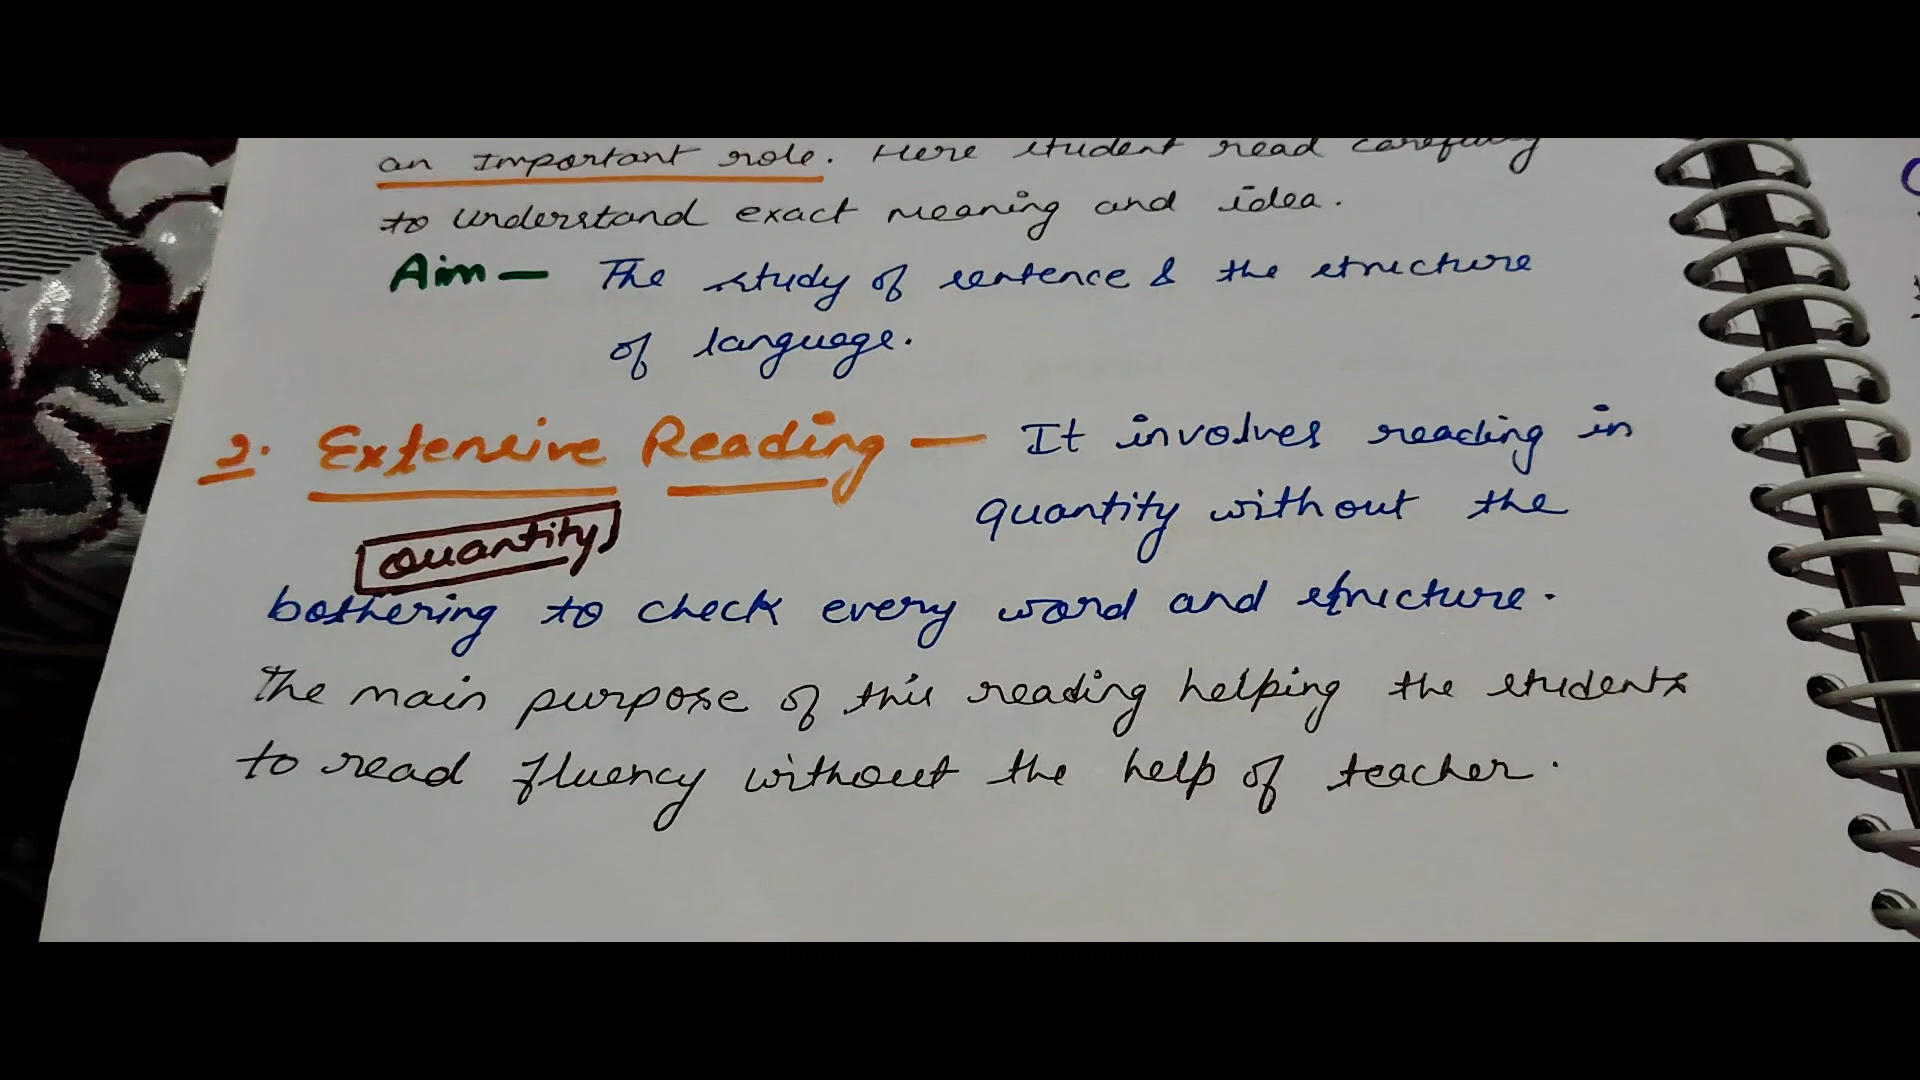 an Important role. Here student read carefully
to understand exact meaning and idea.
Aim — The study of sentence & the structure
of language.
2. Extensive Reading — It involves reading in
quantity without the
Quantity
bothering to check every word and structure.
The main purpose of this reading helping the students
to read fluency without the help of teacher.